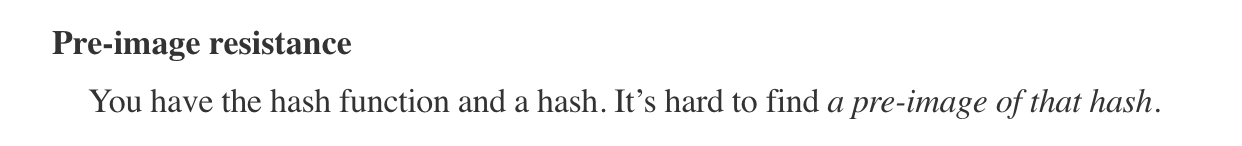 Pre-image resistance
You have the hash function and a hash. It’s hard to find a pre-image of that hash.